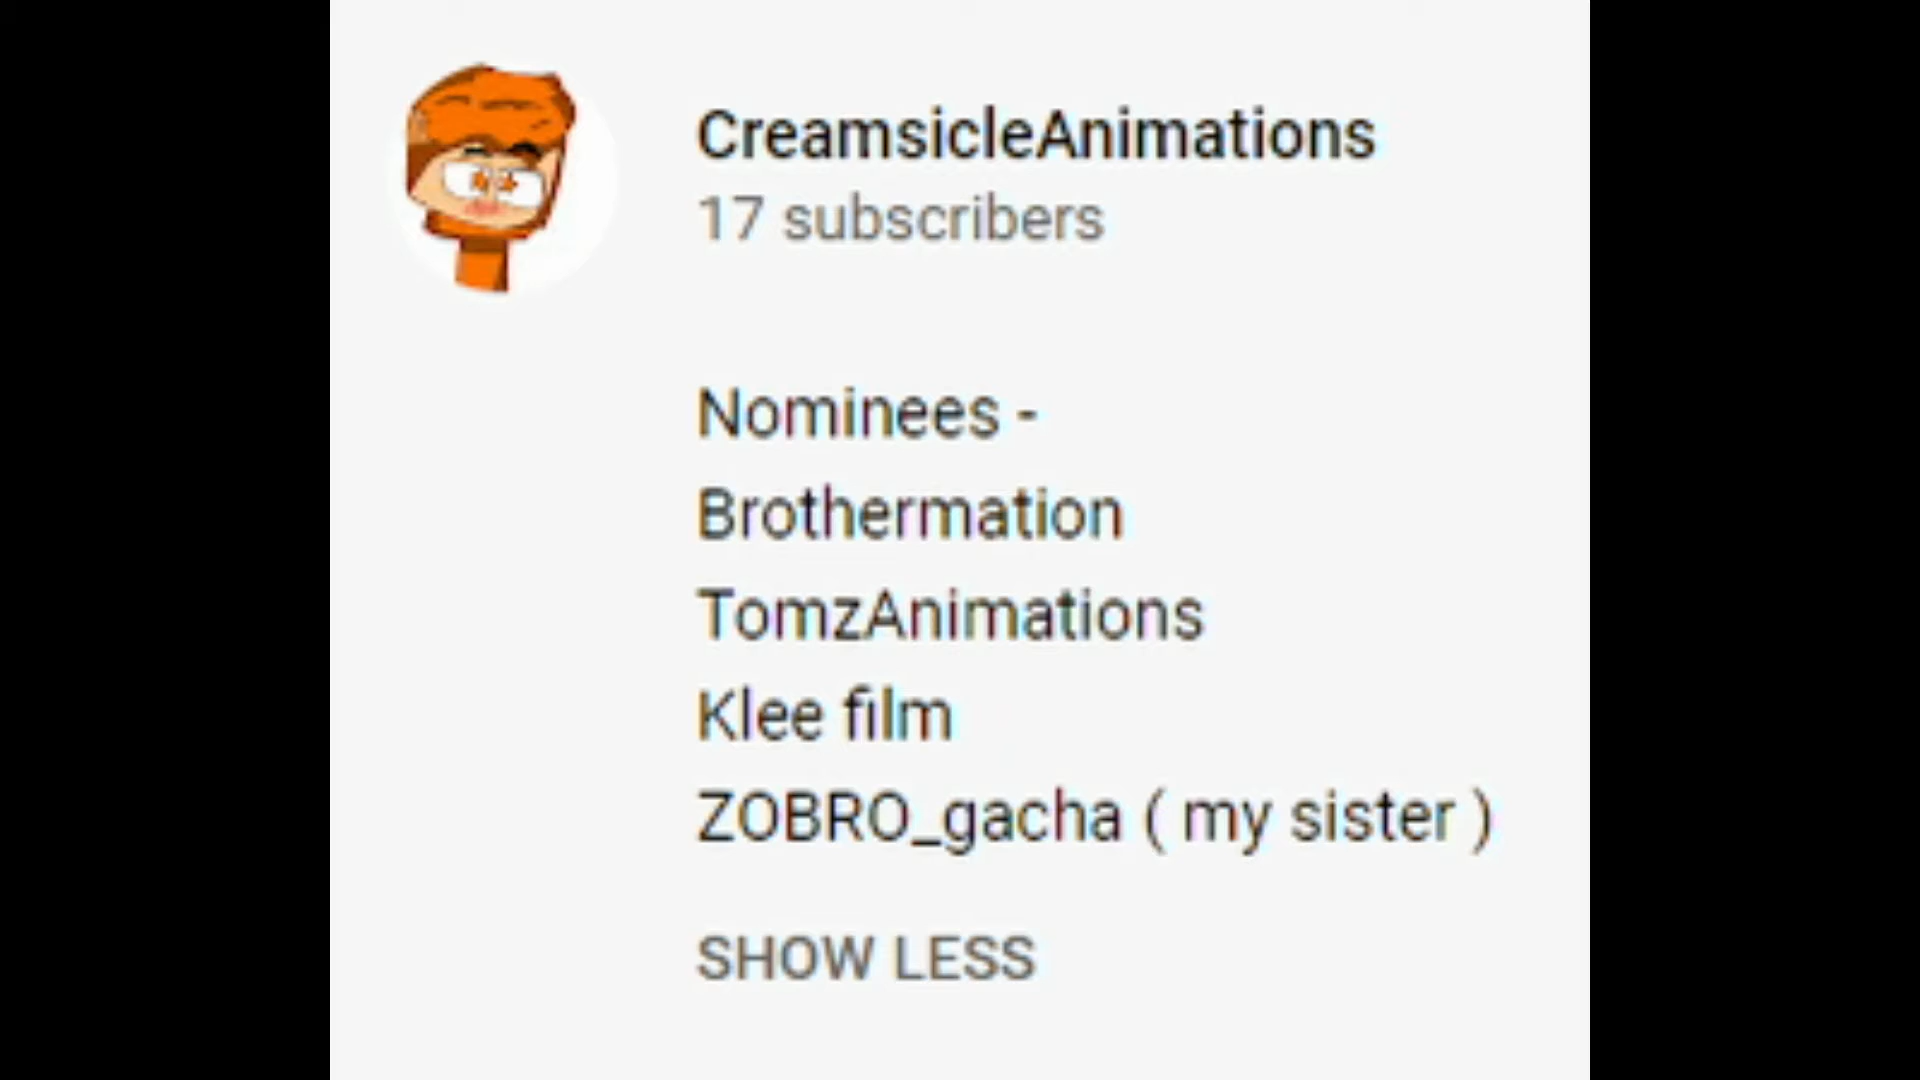 CreamsicleAnimations
17 subscribers
Nominees -
Brothermation
TomzAnimations
Klee film
ZOBRO_gacha ( my sister )
SHOW LESS